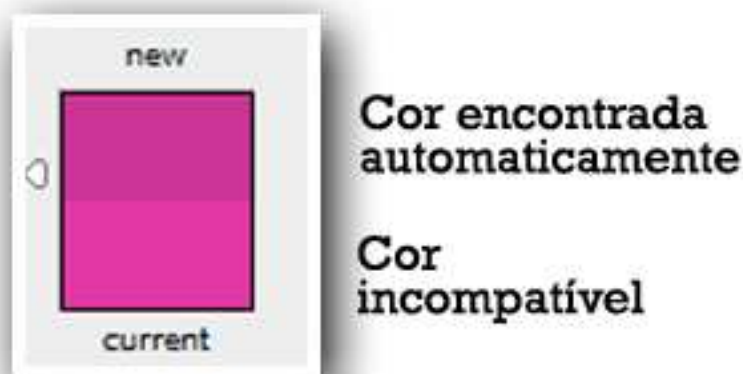 new
Cor encontrada
automaticamente
Cor
incompatível
current